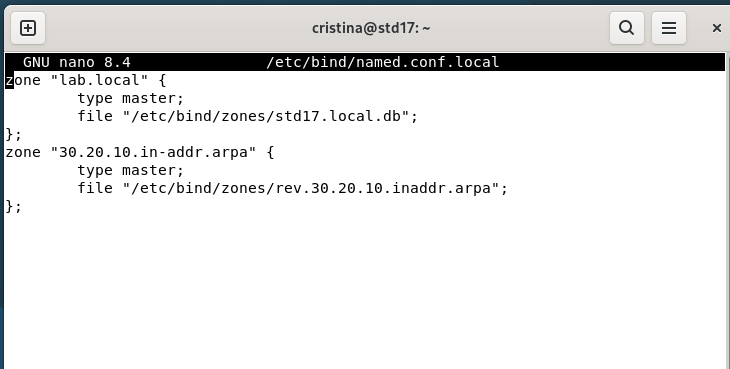 cristina@std17: ~
GNU nano 8.4 /etc/bind/named.conf.local
zone "lab.local" {
        type master;
        file "/etc/bind/zones/std17.local.db";
};
zone "30.20.10.in-addr.arpa" {
        type master;
        file "/etc/bind/zones/rev.30.20.10.inaddr.arpa";
};